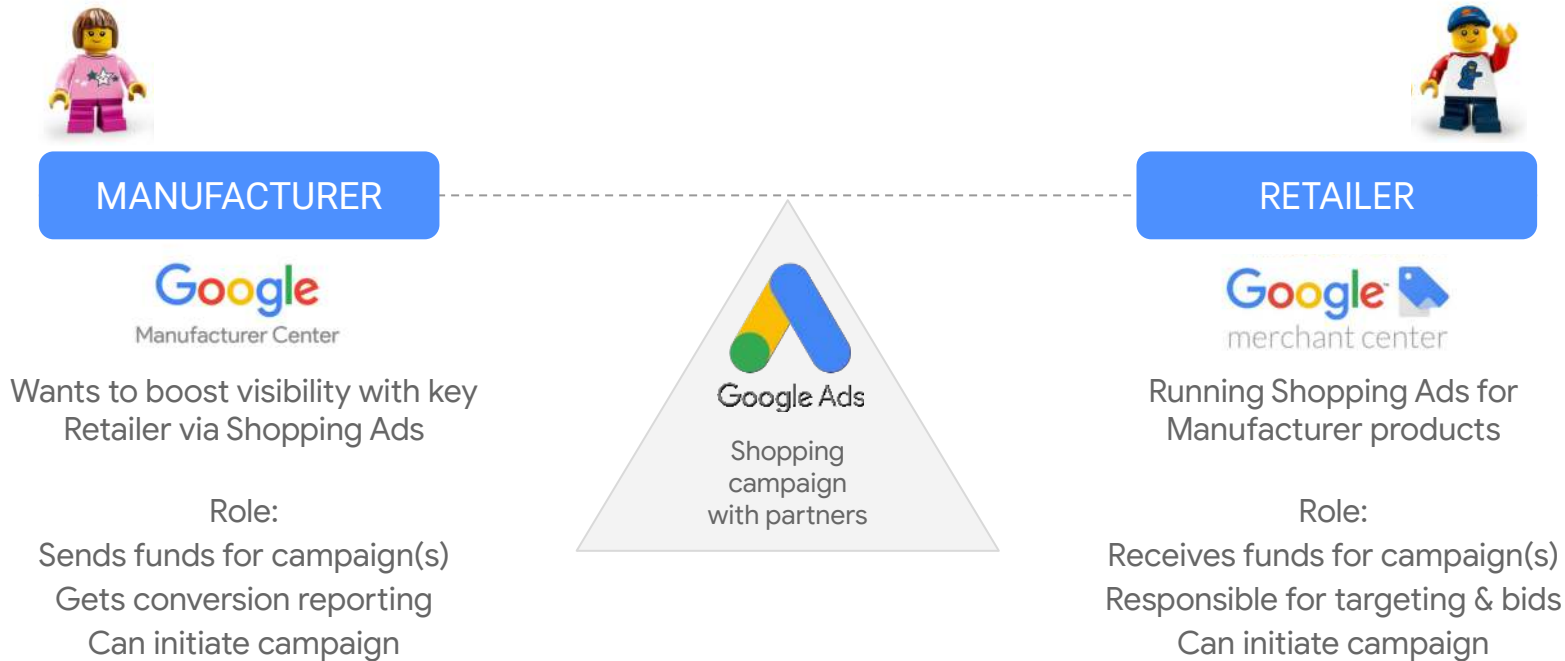 MANUFACTURER
Google
Manufacturer Center
Wants to boost visibility with key
Retailer via Shopping Ads
Role:
Sends funds for campaign(s)
Gets conversion reporting
Can initiate campaign
Google Ads
Shopping
campaign
with partners
RETAILER
Google™
merchant center
Running Shopping Ads for
Manufacturer products
Role:
Receives funds for campaign(s)
Responsible for targeting & bids
Can initiate campaign